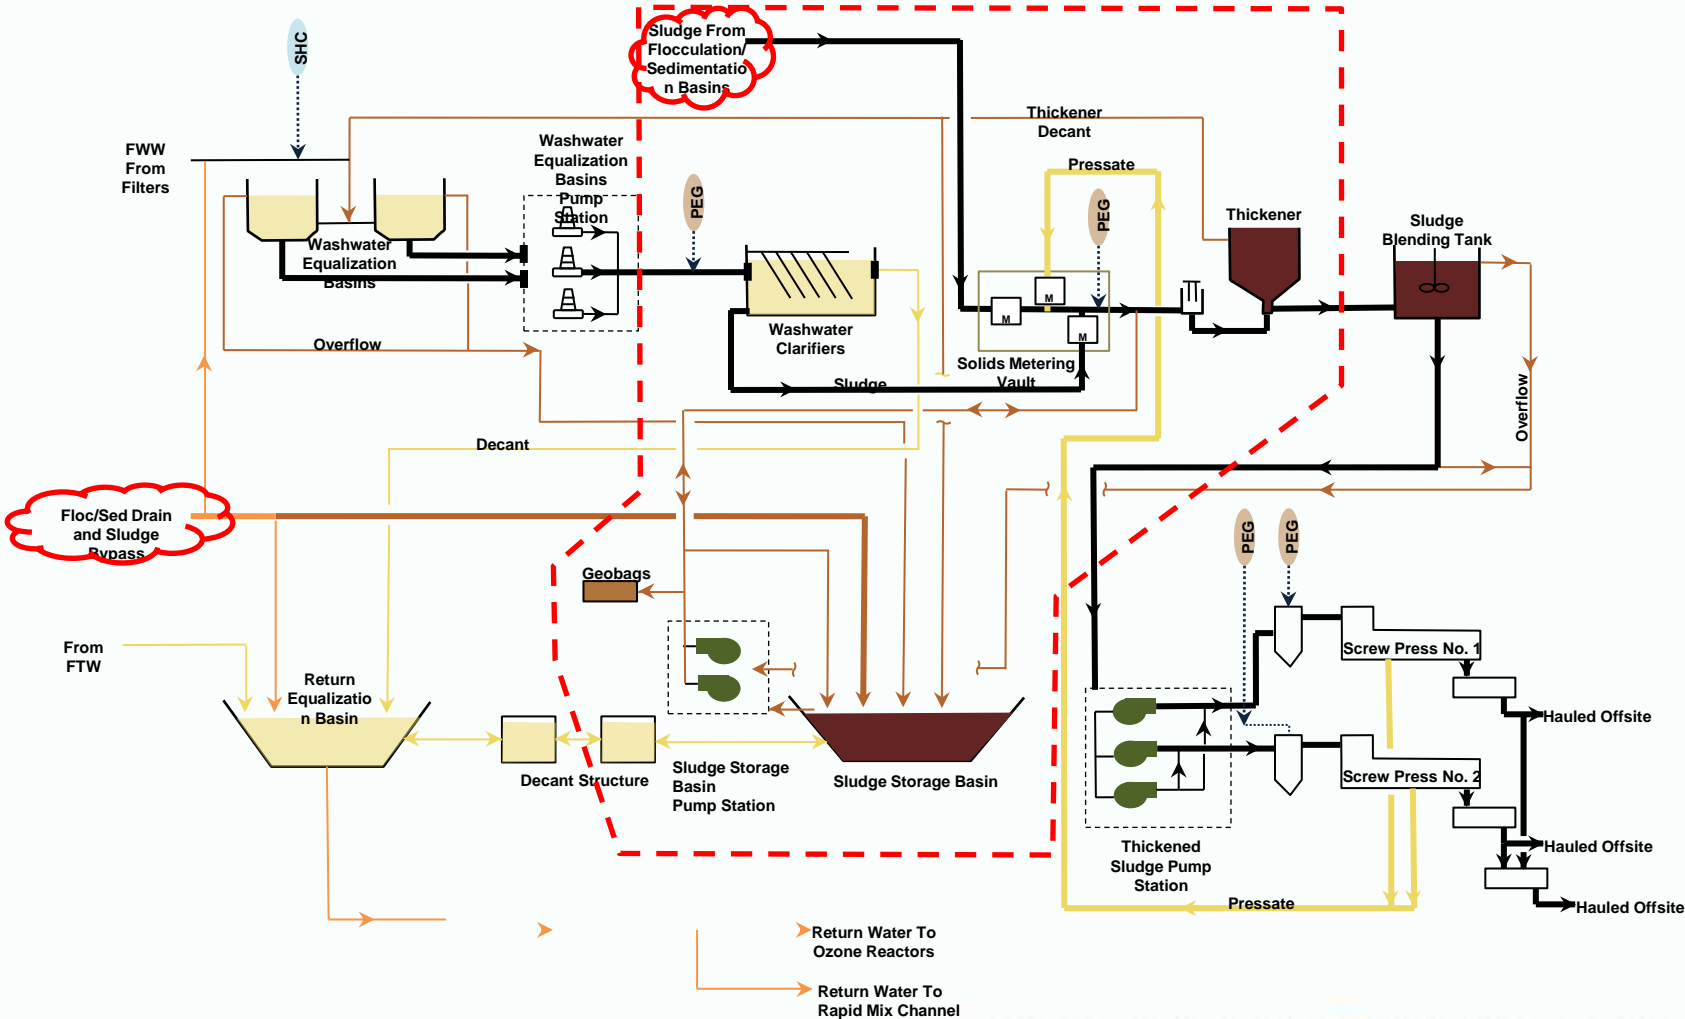 SHC
Sludge From
Flocculation/
Sedimentatio
n Basins
Thickener
Decant
FWW
From
Filters
Washwater
Equalization
Basins
Pump
Station
PEG
Pressate
PEG
Thickener
Sludge
Blending Tank
Washwater
Equalization
Basins
M
M
M
Overflow
Washwater
Clarifiers
Solids Metering
Vault
Sludge
Overflow
Decant
Floc/Sed Drain
and Sludge
Bypass
PEG
PEG
Geobags
From
FTW
Return
Equalizatio
n Basin
Screw Press No. 1
Hauled Offsite
Decant Structure
Sludge Storage
Basin
Pump Station
Sludge Storage Basin
Screw Press No. 2
Thickened
Sludge Pump
Station
Hauled Offsite
Pressate
Hauled Offsite
Return Water To
Ozone Reactors
Return Water To
Rapid Mix Channel